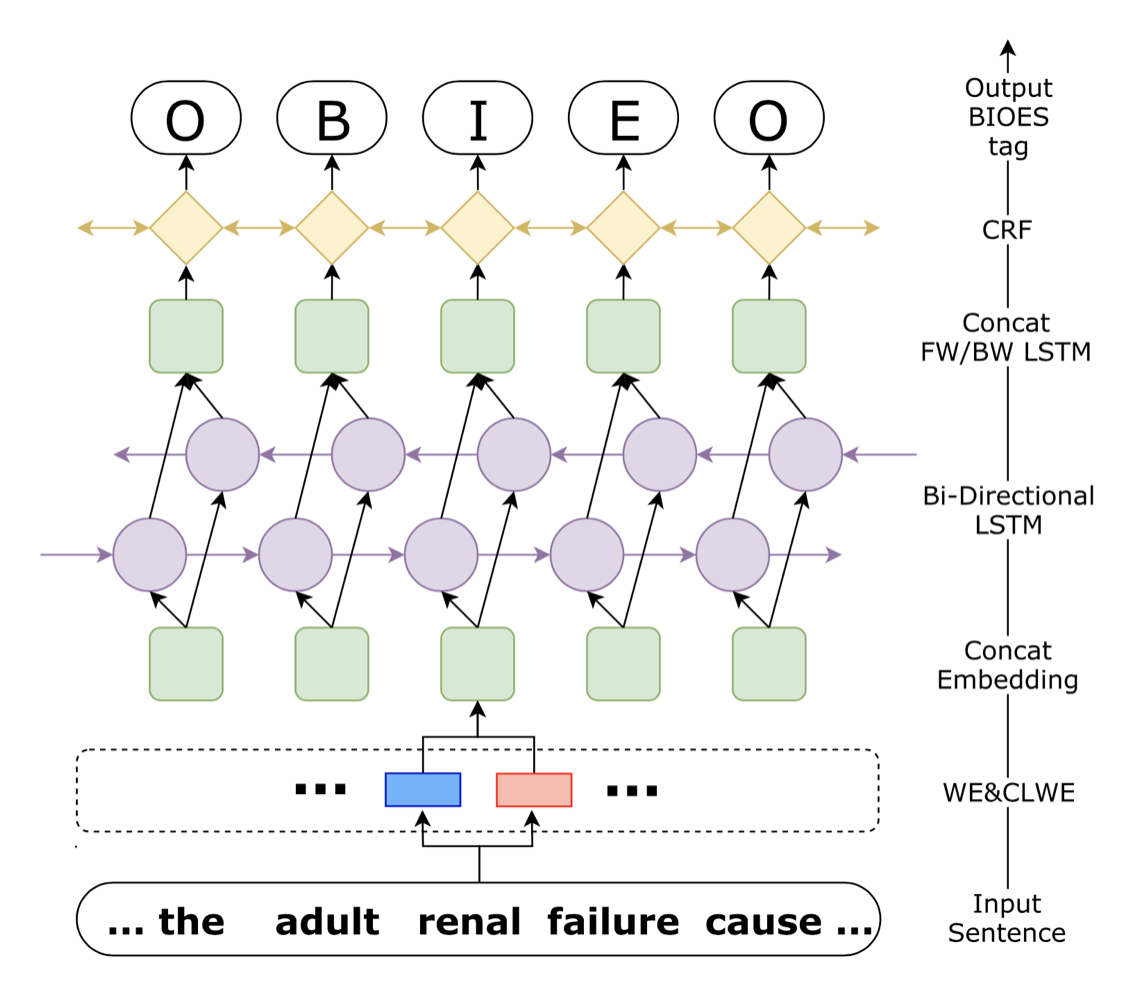 O B I E O
Output
BIOES
tag
CRF
Concat
FW/BW LSTM
Bi-Directional
LSTM
Concat
Embedding
... ...
WE&CLWE
... the adult renal failure cause ...
Input
Sentence